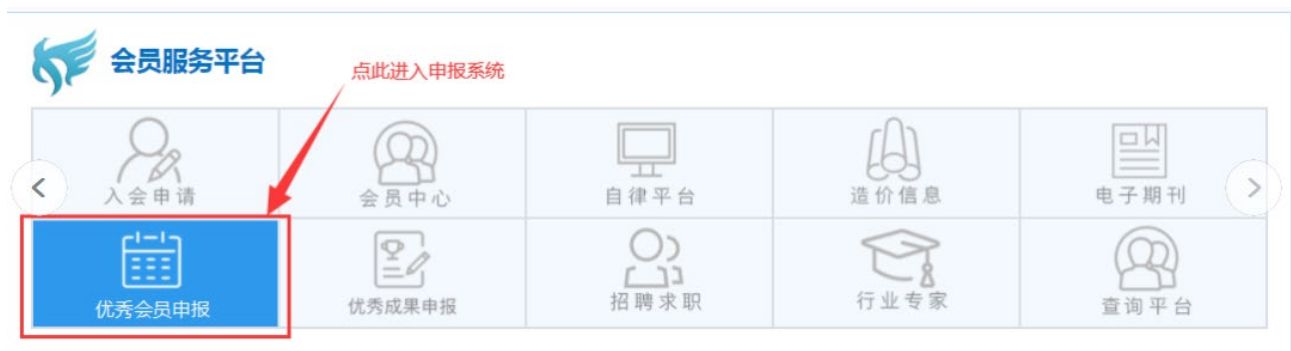 会员服务平台
点此进入申报系统
入会申请
会员中心
自律平台
造价信息
电子期刊
优秀会员申报
优秀成果申报
招聘求职
行业专家
查询平台